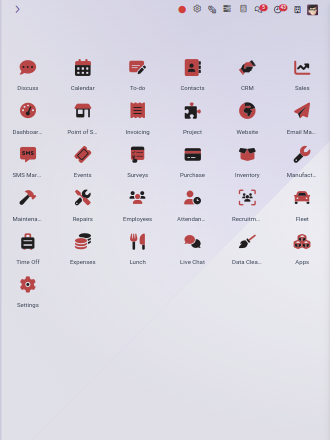 Discuss Calendar To-do Contacts CRM Sales
Dashboar... Point of S... Invoicing Project Website Email Ma...
SMS
SMS Mar... Events Surveys Purchase Inventory Manufact...
Maintena... Repairs Employees Attendan... Recruitm... Fleet
Time Off Expenses Lunch Live Chat Data Clea... Apps
Settings